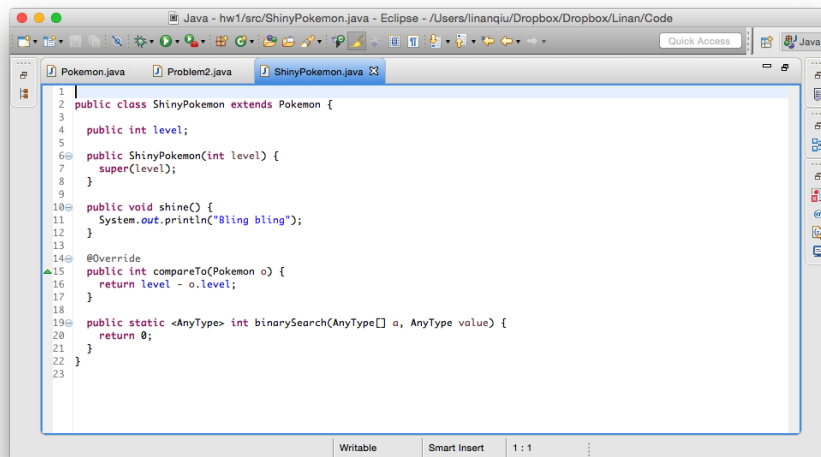 Java - hw1/src/ShinyPokemon.java - Eclipse - /Users/linanqiu/Dropbox/Dropbox/Linan/Code
Quick Access
Java
Pokemon.java
Problem2.java
ShinyPokemon.java
1
2 public class ShinyPokemon extends Pokemon {
3
4 public int level;
5
6 public ShinyPokemon(int level) {
7 super(level);
8 }
9
10 public void shine() {
11 System.out.println("Bling bling");
12 }
13
14 @Override
15 public int compareTo(Pokemon o) {
16 return level - o.level;
17 }
18
19 public static <AnyType> int binarySearch(AnyType[] a, AnyType value) {
20 return 0;
21 }
22 }
23
Writable
Smart Insert
1 : 1